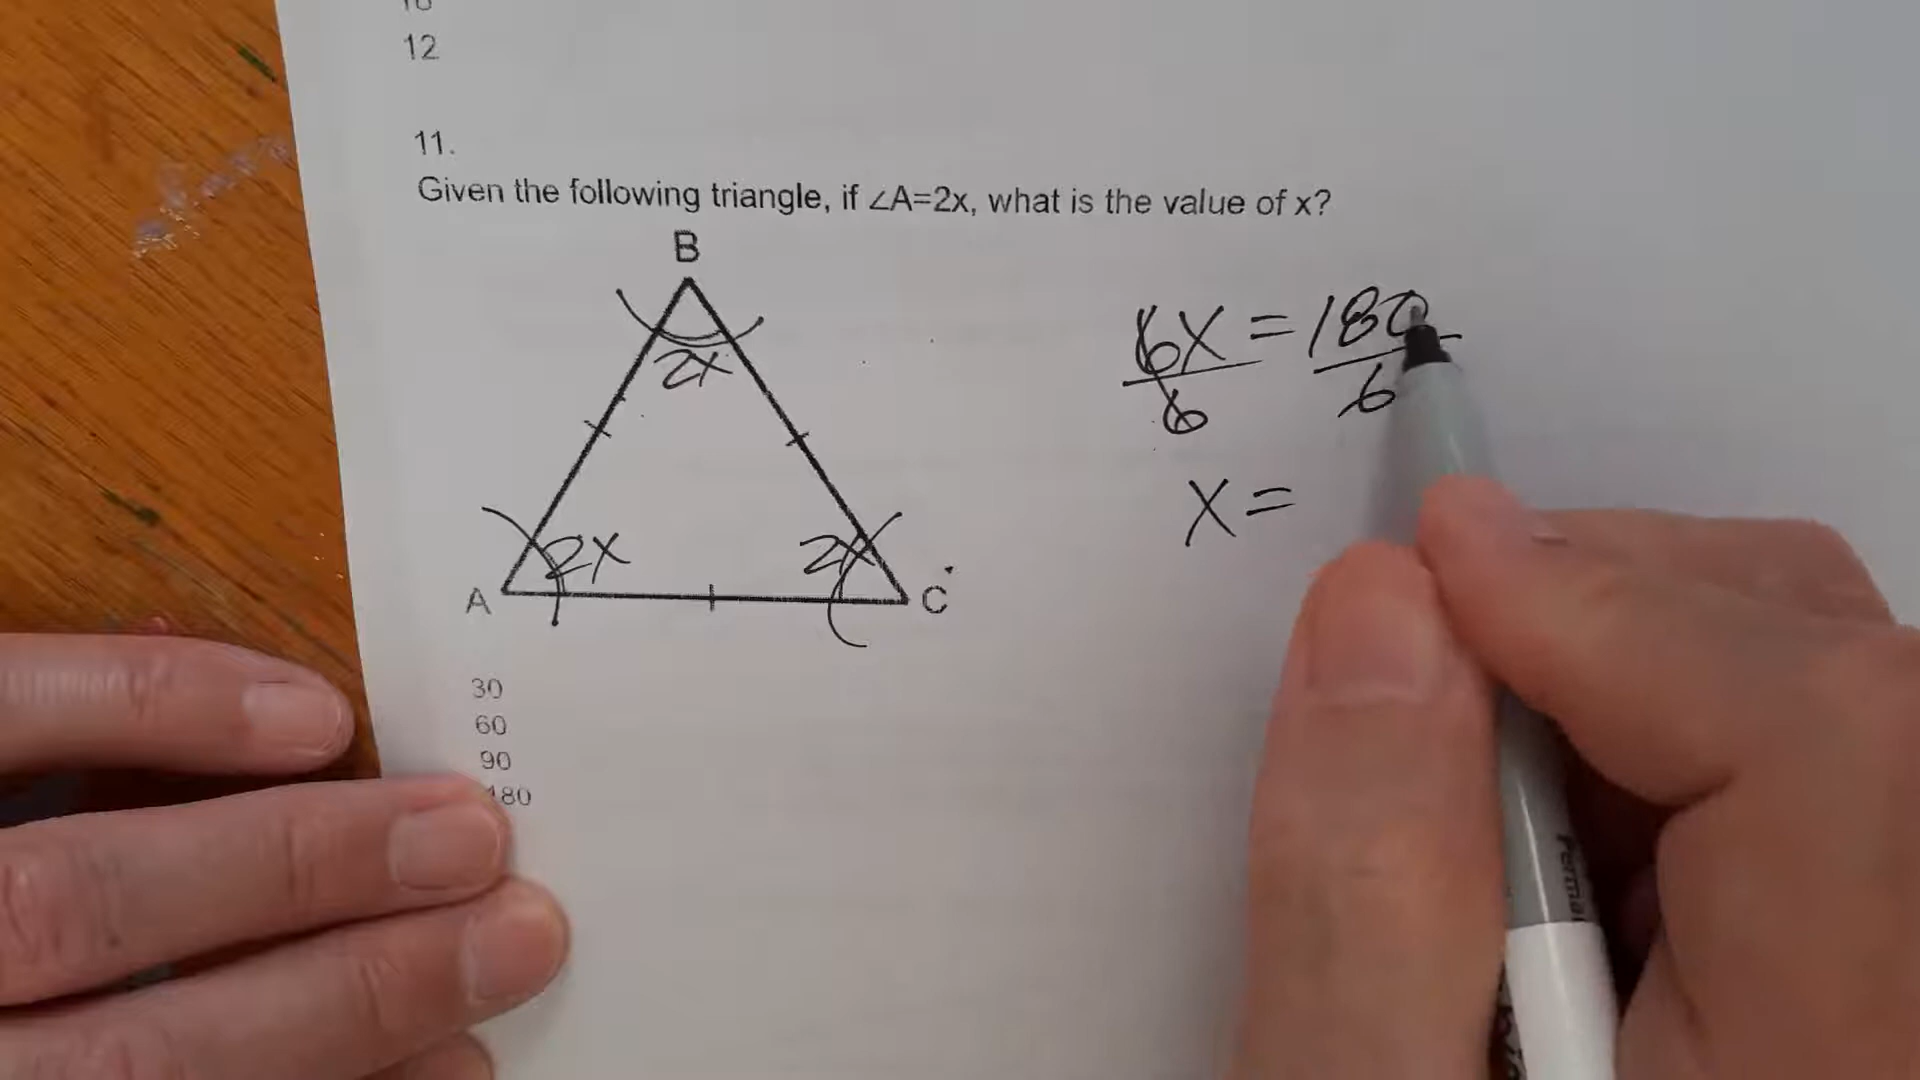 12
11.
Given the following triangle, if ∠A=2x, what is the value of x?
B
2x
2x
2x
A
C
6x = 180
6 6
x =
30
60
90
180